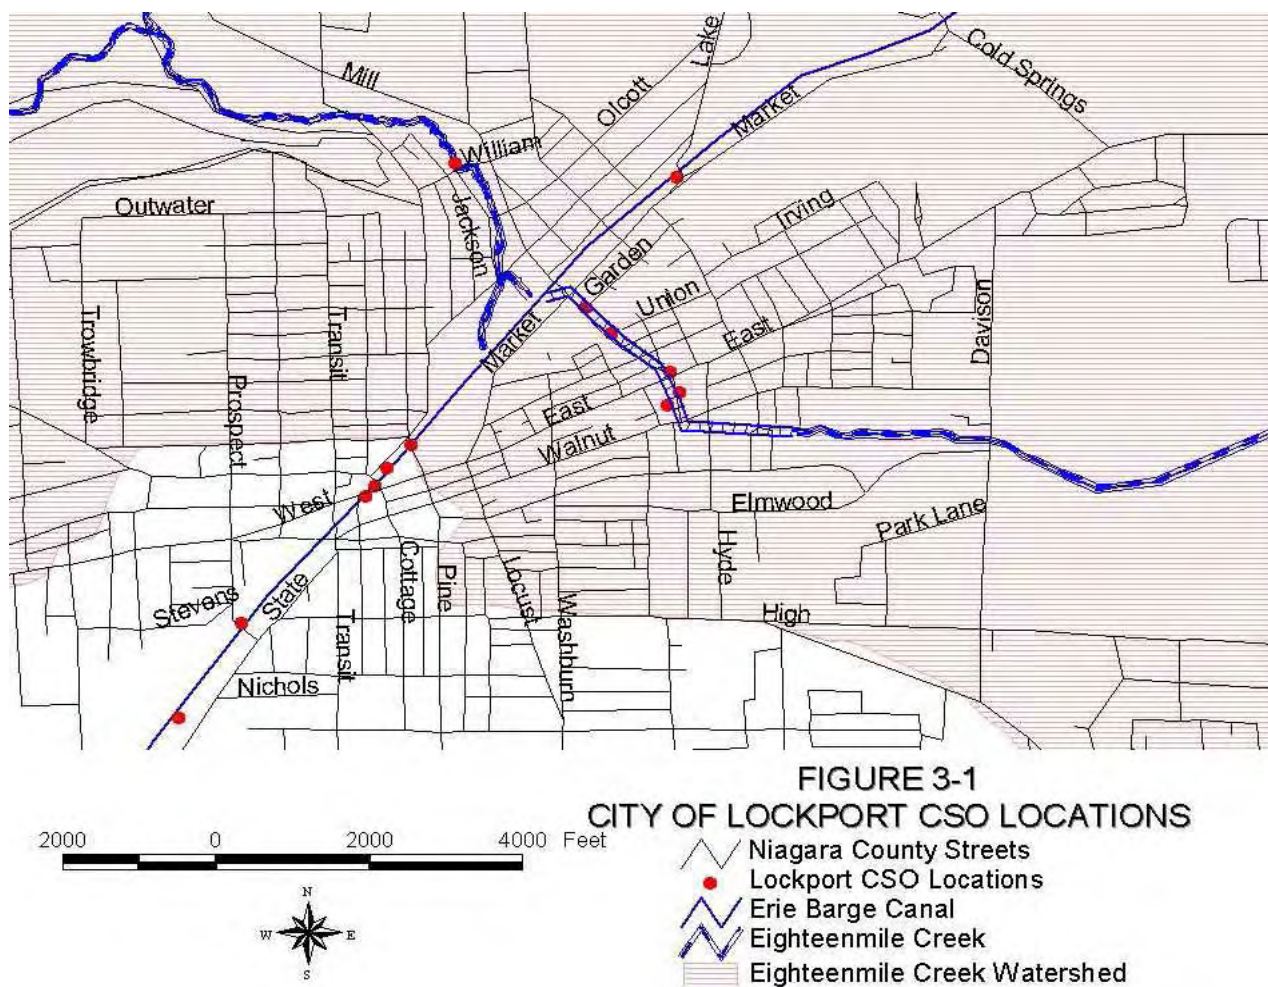 Lake
Cold Springs
Mill
Olcott
Market
William
Outwater
Jackson
Irving
Garden
Union
Trowbridge
Transit
Market
East
Davison
Prospect
East
Walnut
West
Elmwood
Park Lane
Hyde
Stevens
State
Cottage
Pine
Locust
Washburn
High
Transit
Nichols
FIGURE 3-1
CITY OF LOCKPORT CSO LOCATIONS
2000 0 2000 4000 Feet
Niagara County Streets
Lockport CSO Locations
Erie Barge Canal
Eighteenmile Creek
Eighteenmile Creek Watershed
N
W E
S